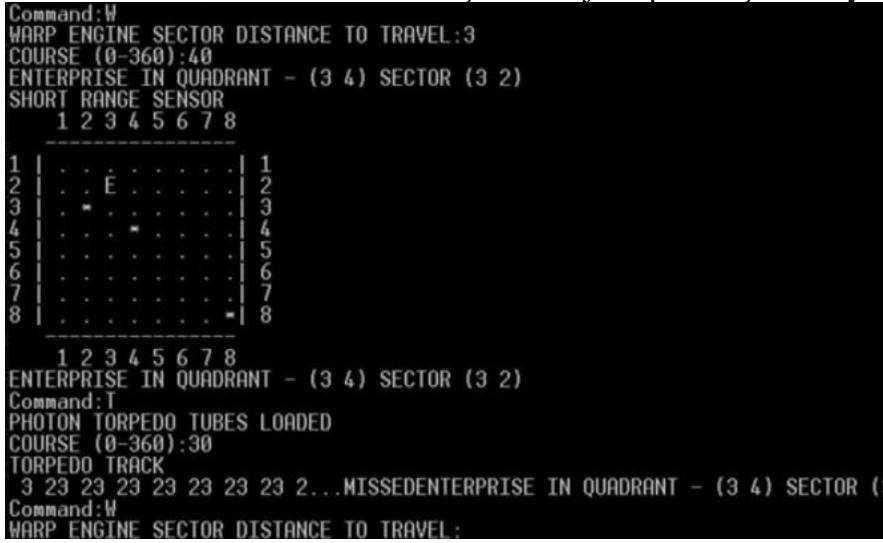 Command:W
WARP ENGINE SECTOR DISTANCE TO TRAVEL:3
COURSE (0-360):40
ENTERPRISE IN QUADRANT - (3 4) SECTOR (3 2)
SHORT RANGE SENSOR
1 2 3 4 5 6 7 8
----------------
1 | . . . . . . . .| 1
2 | . . E . . . . .| 2
3 | . * . . . . . .| 3
4 | . . . * . . . .| 4
5 | . . . . . . . .| 5
6 | . . . . . . . .| 6
7 | . . . . . . . .| 7
8 | . . . . . . . *| 8
----------------
1 2 3 4 5 6 7 8
ENTERPRISE IN QUADRANT - (3 4) SECTOR (3 2)
Command:T
PHOTON TORPEDO TUBES LOADED
COURSE (0-360):30
TORPEDO TRACK
3 23 23 23 23 23 23 23 2...MISSEDENTERPRISE IN QUADRANT - (3 4) SECTOR (
Command:W
WARP ENGINE SECTOR DISTANCE TO TRAVEL: